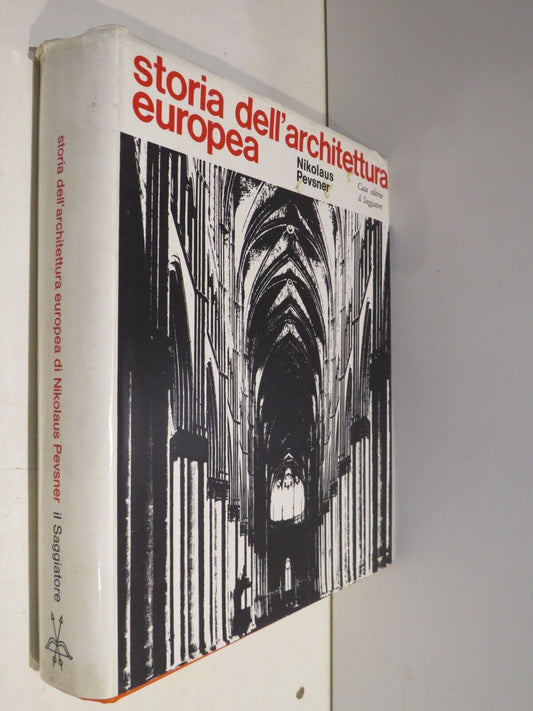 storia dell'architettura
europea
Nikolaus
Pevsner
Casa editrice
il Saggiatore
storia dell'architettura europea di Nikolaus Pevsner il Saggiatore